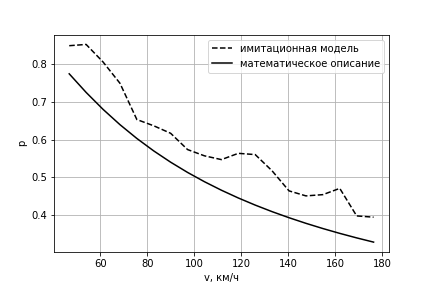 имитационная модель
математическое описание
0.8
0.7
0.6
0.5
0.4
p
60 80 100 120 140 160 180
v, км/ч